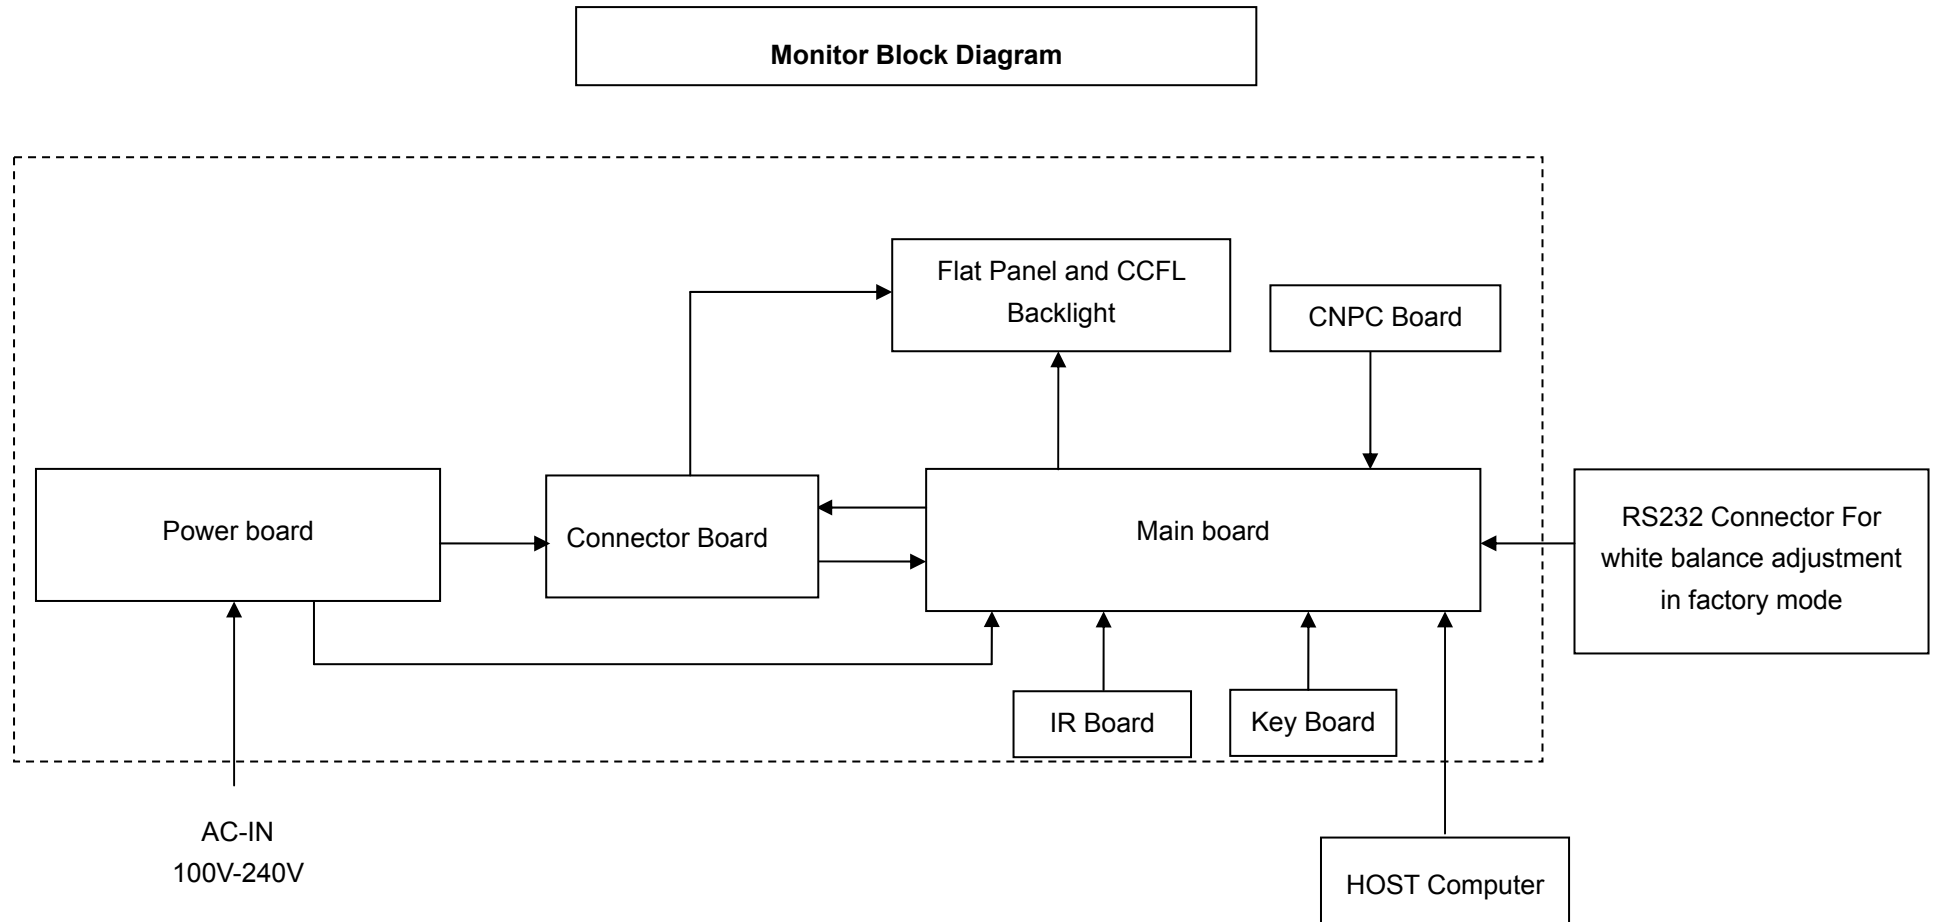 Monitor Block Diagram
Flat Panel and CCFL
Backlight
CNPC Board
Power board
Connector Board
Main board
RS232 Connector For
white balance adjustment
in factory mode
IR Board
Key Board
AC-IN
100V-240V
HOST Computer